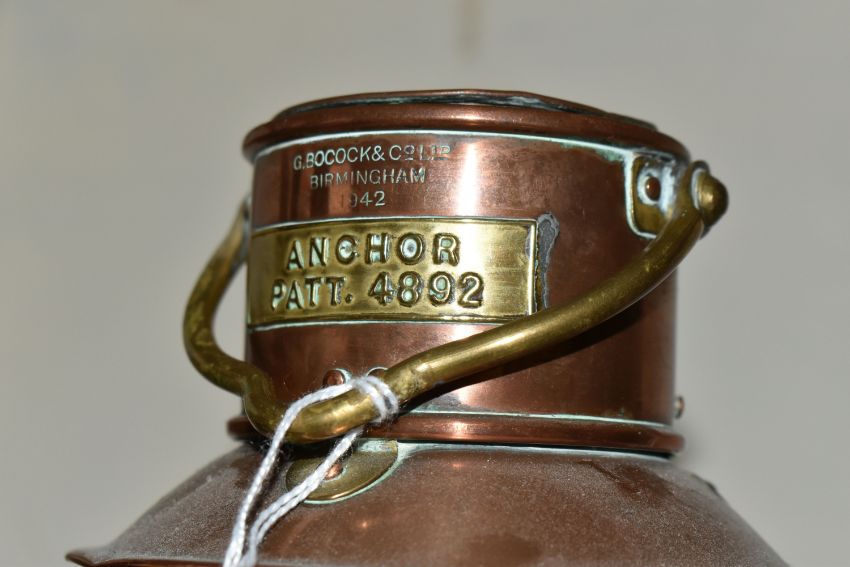 G.BOCOCK & CO LTD
BIRMINGHAM
1942
ANCHOR
PATT. 4892